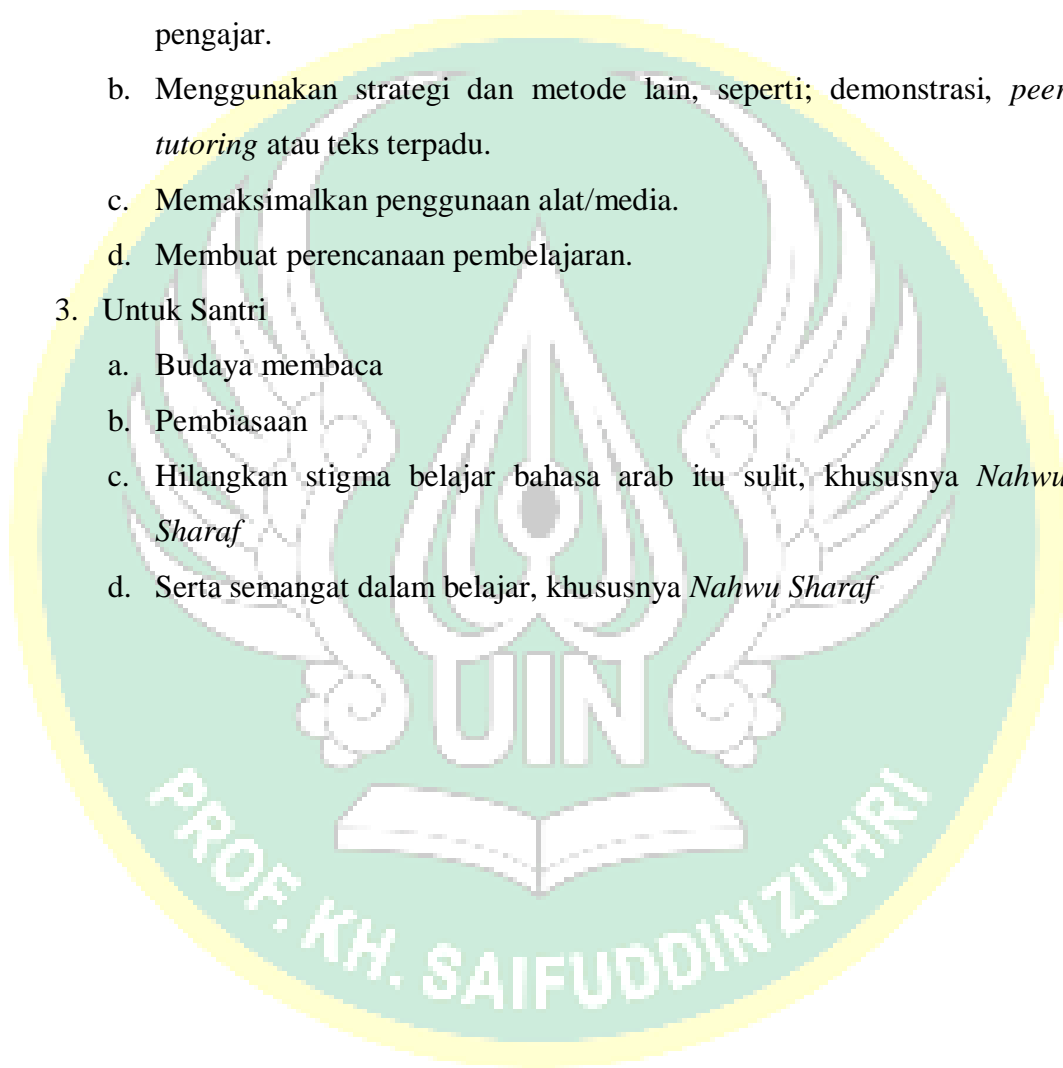 pengajar.
b. Menggunakan strategi dan metode lain, seperti; demonstrasi, peer
tutoring atau teks terpadu.
c. Memaksimalkan penggunaan alat/media.
d. Membuat perencanaan pembelajaran.
3. Untuk Santri
a. Budaya membaca
b. Pembiasaan
c. Hilangkan stigma belajar bahasa arab itu sulit, khususnya Nahwu
Sharaf
d. Serta semangat dalam belajar, khususnya Nahwu Sharaf
UIN
PROF. KH. SAIFUDDIN ZUHRI